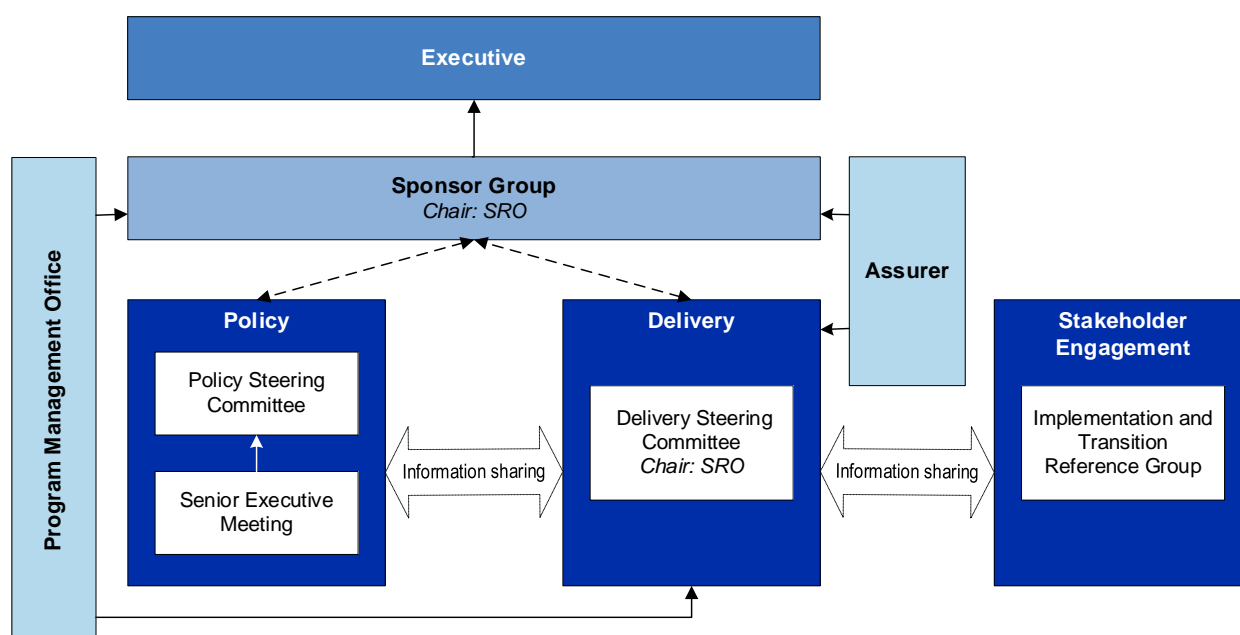 Executive
Sponsor Group
Chair: SRO
Program Management Office
Assurer
Policy
Policy Steering
Committee
Senior Executive
Meeting
Information sharing
Delivery
Delivery Steering
Committee
Chair: SRO
Information sharing
Stakeholder
Engagement
Implementation and
Transition
Reference Group